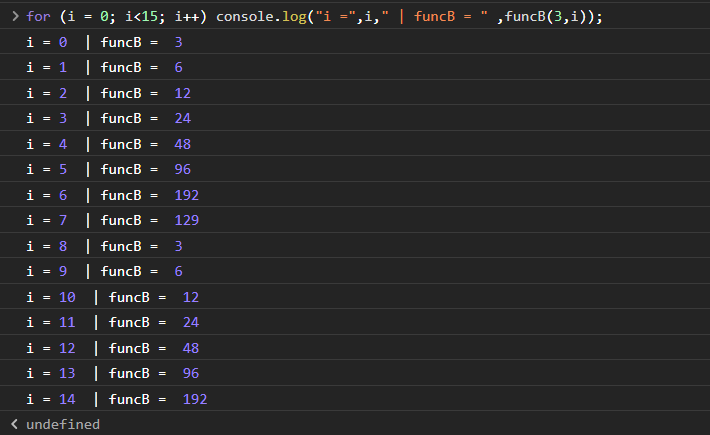 > for (i = 0; i<15; i++) console.log("i =",i," | funcB = " ,funcB(3,i));
i = 0 | funcB = 3
i = 1 | funcB = 6
i = 2 | funcB = 12
i = 3 | funcB = 24
i = 4 | funcB = 48
i = 5 | funcB = 96
i = 6 | funcB = 192
i = 7 | funcB = 129
i = 8 | funcB = 3
i = 9 | funcB = 6
i = 10 | funcB = 12
i = 11 | funcB = 24
i = 12 | funcB = 48
i = 13 | funcB = 96
i = 14 | funcB = 192
< undefined